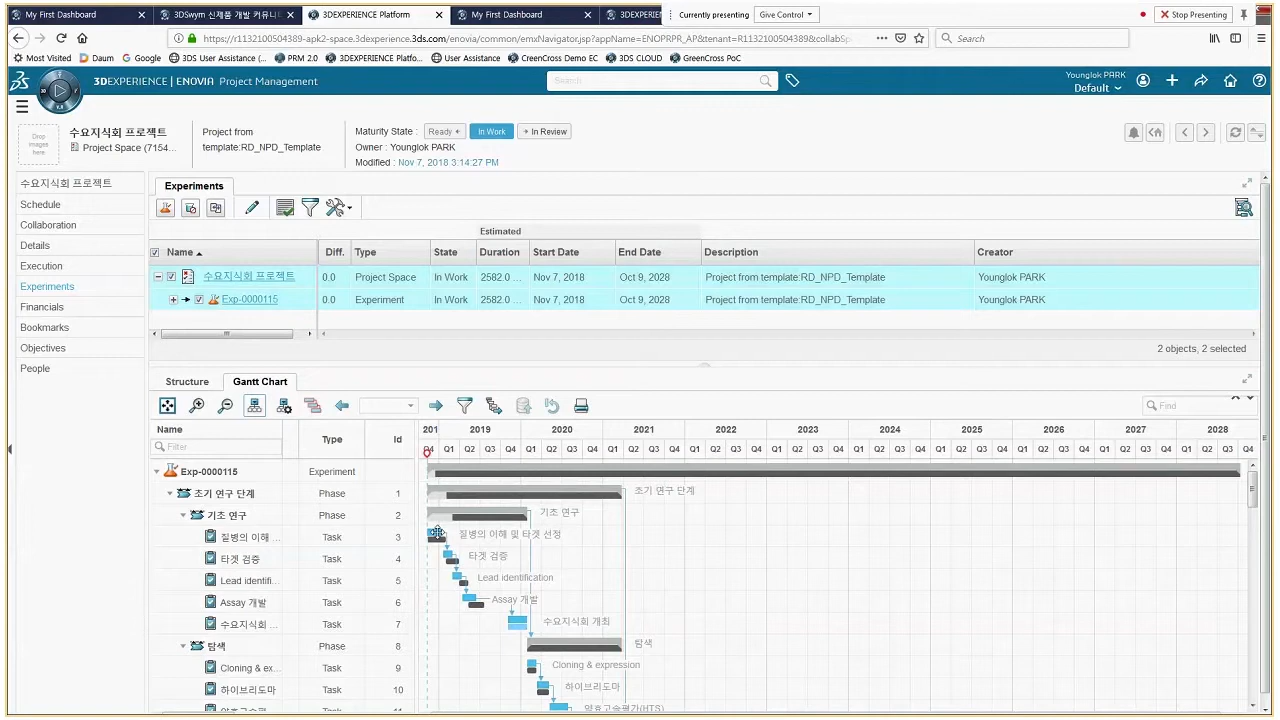 My First Dashboard
3DSwym 신제품 개발 커뮤니
3DEXPERIENCE Platform
My First Dashboard
3DEXPERIEN
Currently presenting
Give Control
Stop Presenting
https://r1132100504389-apk2-space.3dexperience.3ds.com/enovia/common/emxNavigator.jsp?appName=ENOPRPR_AP&tenant=R1132100504389&collabSp
Search
Most Visited Daum Google 3DS User Assistance (... PRM 2.0 3DEXPERIENCE Platfo... User Assistance GreenCross Demo EC 3DS CLOUD GreenCross PoC
3DEXPERIENCE | ENOVIA Project Management
Search
Younglok PARK
Default
Drop images here
수요지식회 프로젝트
Project Space (7154...
Project from
template:RD_NPD_Template
Maturity State : Ready In Work In Review
Owner : Younglok PARK
Modified : Nov 7, 2018 3:14:27 PM
수요지식회 프로젝트
Schedule
Collaboration
Details
Execution
Experiments
Financials
Bookmarks
Objectives
People
Experiments
Estimated
Name Diff. Type State Duration Start Date End Date Description Creator
수요지식회 프로젝트 0.0 Project Space In Work 2582.0 ... Nov 7, 2018 Oct 9, 2028 Project from template:RD_NPD_Template Younglok PARK
Exp-0000115 0.0 Experiment In Work 2582.0 ... Nov 7, 2018 Oct 9, 2028 Project from template:RD_NPD_Template Younglok PARK
2 objects, 2 selected
Structure Gantt Chart
Find
Name Type Id
Filter
201 2019 2020 2021 2022 2023 2024 2025 2026 2027 2028
Q4 Q1 Q2 Q3 Q4 Q1 Q2 Q3 Q4 Q1 Q2 Q3 Q4 Q1 Q2 Q3 Q4 Q1 Q2 Q3 Q4 Q1 Q2 Q3 Q4 Q1 Q2 Q3 Q4 Q1 Q2 Q3 Q4 Q1 Q2 Q3 Q4 Q1 Q2 Q3 Q4
Exp-0000115 Experiment
초기 연구 단계 Phase 1 초기 연구 단계
기초 연구 Phase 2 기초 연구
질병의 이해 ... Task 3 질병의 이해 및 타겟 선정
타겟 검증 Task 4 타겟 검증
Lead identifi... Task 5 Lead identification
Assay 개발 Task 6 Assay 개발
수요지식회 ... Task 7 수요지식회 개최
탐색 Phase 8 탐색
Cloning & ex... Task 9 Cloning & expression
하이브리도마 Task 10 하이브리도마
약효고속평가(HTS)